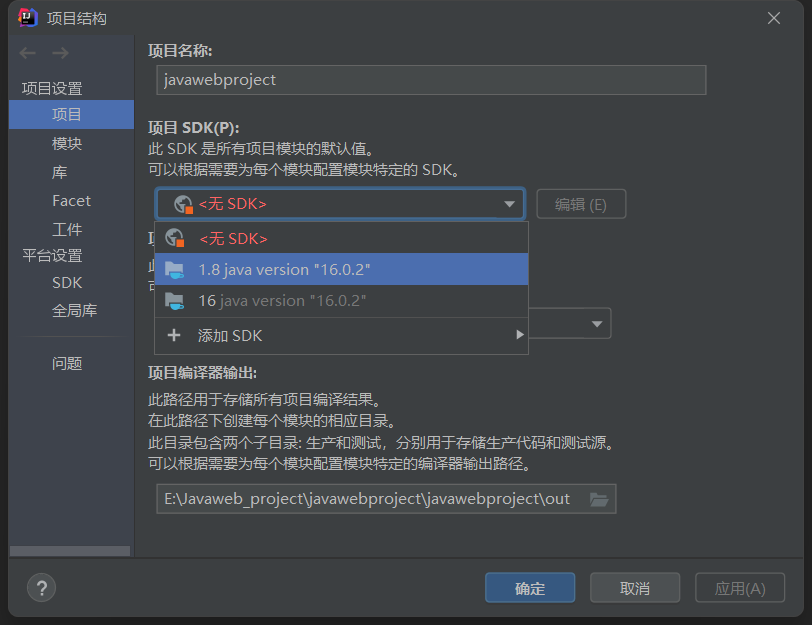 项目结构
项目设置
项目
模块
库
Facet
工件
平台设置
SDK
全局库
问题
项目名称:
javawebproject
项目 SDK(P):
此 SDK 是所有项目模块的默认值。
可以根据需要为每个模块配置模块特定的 SDK。
<无 SDK>
编辑 (E)
<无 SDK>
1.8 java version "16.0.2"
16 java version "16.0.2"
添加 SDK
项目编译器输出:
此路径用于存储所有项目编译结果。
在此路径下创建每个模块的相应目录。
此目录包含两个子目录: 生产和测试，分别用于存储生产代码和测试源。
可以根据需要为每个模块配置模块特定的编译器输出路径。
E:\Javaweb_project\javawebproject\javawebproject\out
?
确定
取消
应用(A)